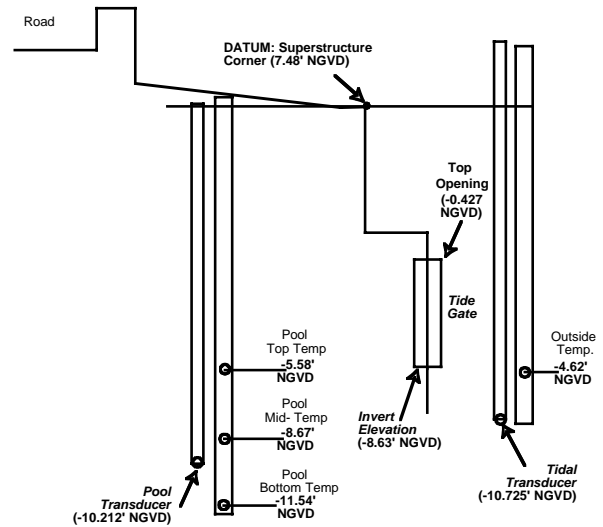 Road
DATUM: Superstructure
Corner (7.48' NGVD)
Top
Opening
(-0.427
NGVD)
Tide
Gate
Pool
Top Temp
-5.58'
NGVD
Outside
Temp.
-4.62'
NGVD
Pool
Mid- Temp
-8.67'
NGVD
Invert
Elevation
(-8.63' NGVD)
Pool
Bottom Temp
-11.54'
NGVD
Pool
Transducer
(-10.212' NGVD)
Tidal
Transducer
(-10.725' NGVD)